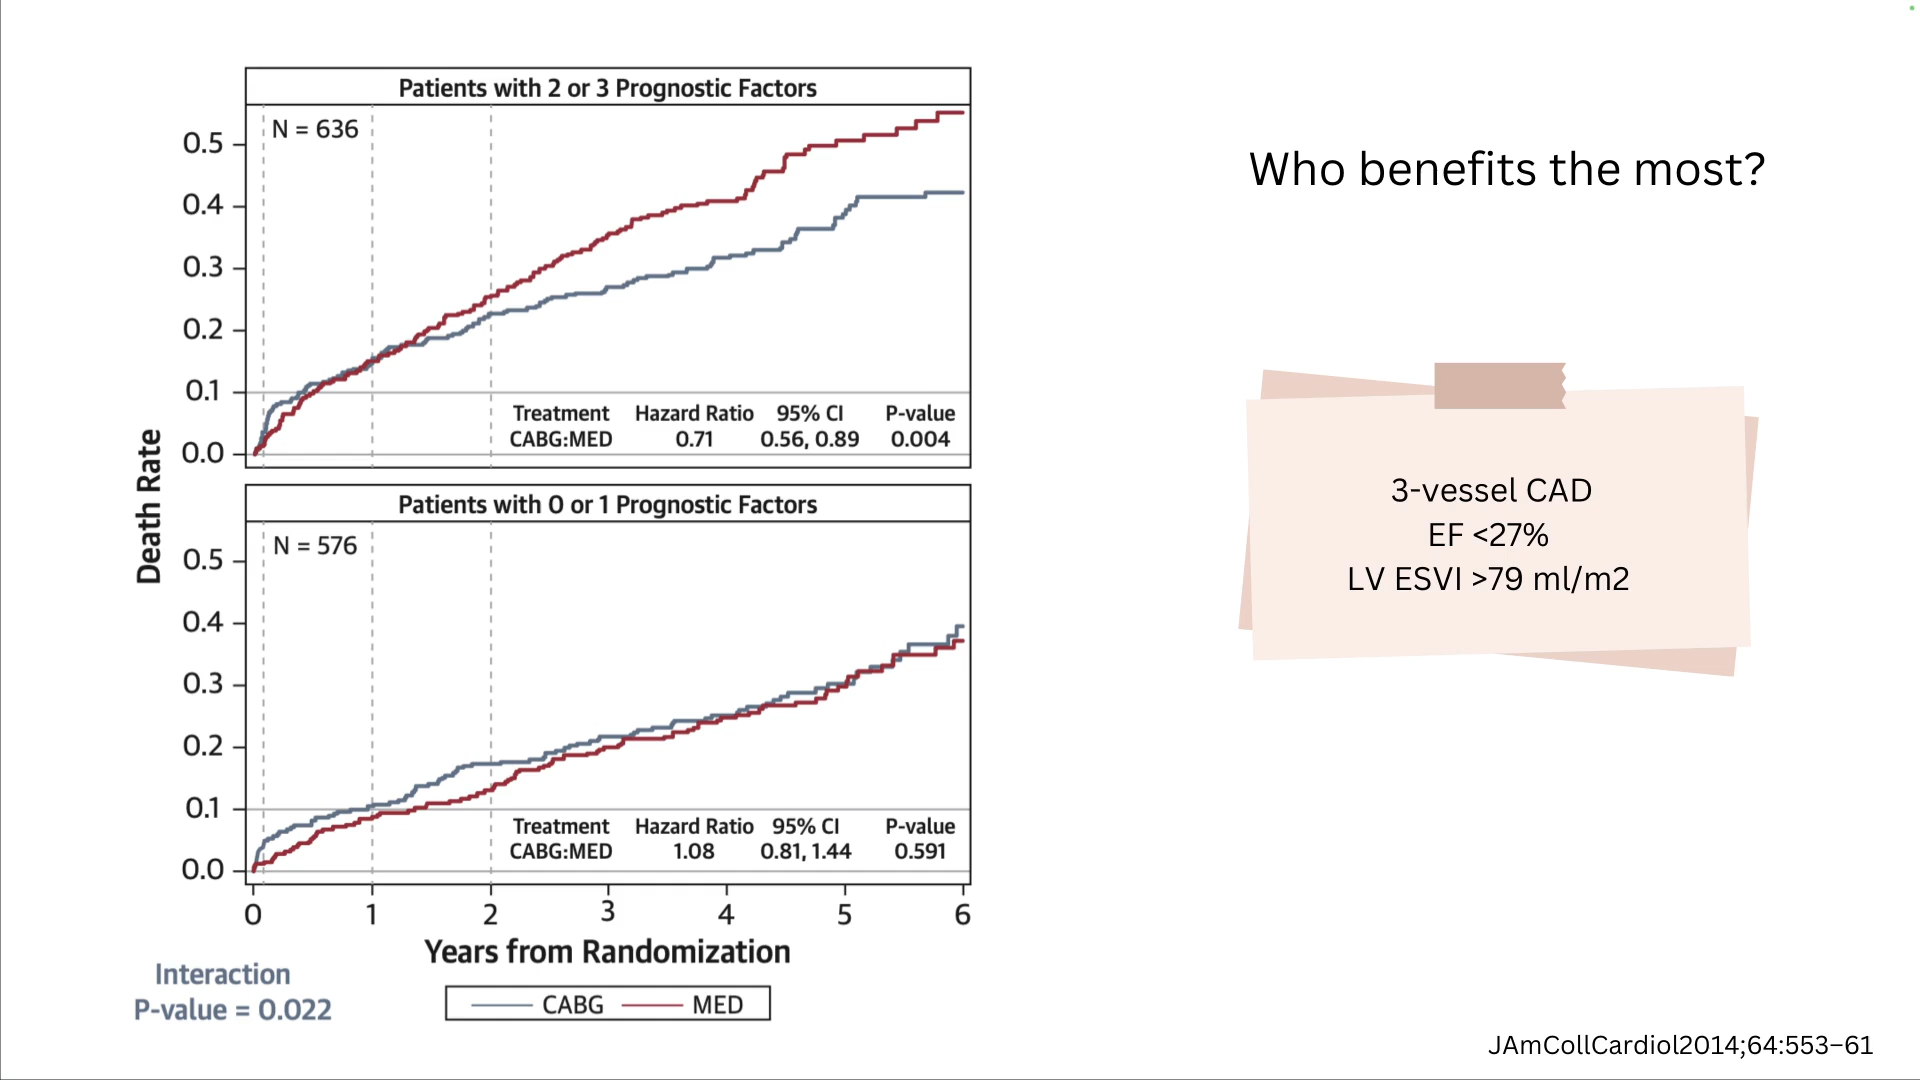 Patients with 2 or 3 Prognostic Factors
N = 636
0.5
0.4
0.3
0.2
0.1
0.0
Treatment Hazard Ratio 95% CI P-value
CABG:MED 0.71 0.56, 0.89 0.004
Death Rate
Patients with 0 or 1 Prognostic Factors
N = 576
0.5
0.4
0.3
0.2
0.1
0.0
Treatment Hazard Ratio 95% CI P-value
CABG:MED 1.08 0.81, 1.44 0.591
0 1 2 3 4 5 6
Years from Randomization
Interaction
P-value = 0.022
CABG MED
Who benefits the most?
3-vessel CAD
EF <27%
LV ESVI >79 ml/m2
JAmCollCardiol2014;64:553–61